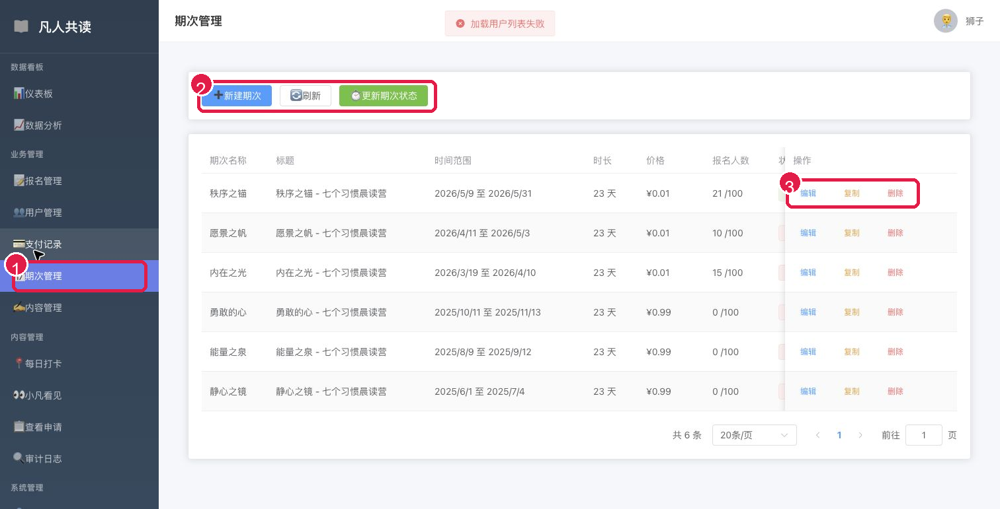 凡人共读
数据看板
仪表板
数据分析
业务管理
报名管理
用户管理
支付记录
1
期次管理
内容管理
内容管理
每日打卡
小凡看见
查看申请
审计日志
系统管理
期次管理
加载用户列表失败
狮子
2
新建期次 刷新 更新期次状态
期次名称 标题 时间范围 时长 价格 报名人数 操作
3
秩序之锚 秩序之锚 - 七个习惯晨读营 2026/5/9 至 2026/5/31 23 天 ¥0.01 21 /100 编辑 复制 删除
愿景之帆 愿景之帆 - 七个习惯晨读营 2026/4/11 至 2026/5/3 23 天 ¥0.01 10 /100 编辑 复制 删除
内在之光 内在之光 - 七个习惯晨读营 2026/3/19 至 2026/4/10 23 天 ¥0.01 15 /100 编辑 复制 删除
勇敢的心 勇敢的心 - 七个习惯晨读营 2025/10/11 至 2025/11/13 23 天 ¥0.99 0 /100 编辑 复制 删除
能量之泉 能量之泉 - 七个习惯晨读营 2025/8/9 至 2025/9/12 23 天 ¥0.99 0 /100 编辑 复制 删除
静心之镜 静心之镜 - 七个习惯晨读营 2025/6/1 至 2025/7/4 23 天 ¥0.99 0 /100 编辑 复制 删除
共 6 条 20条/页 1 前往 1 页